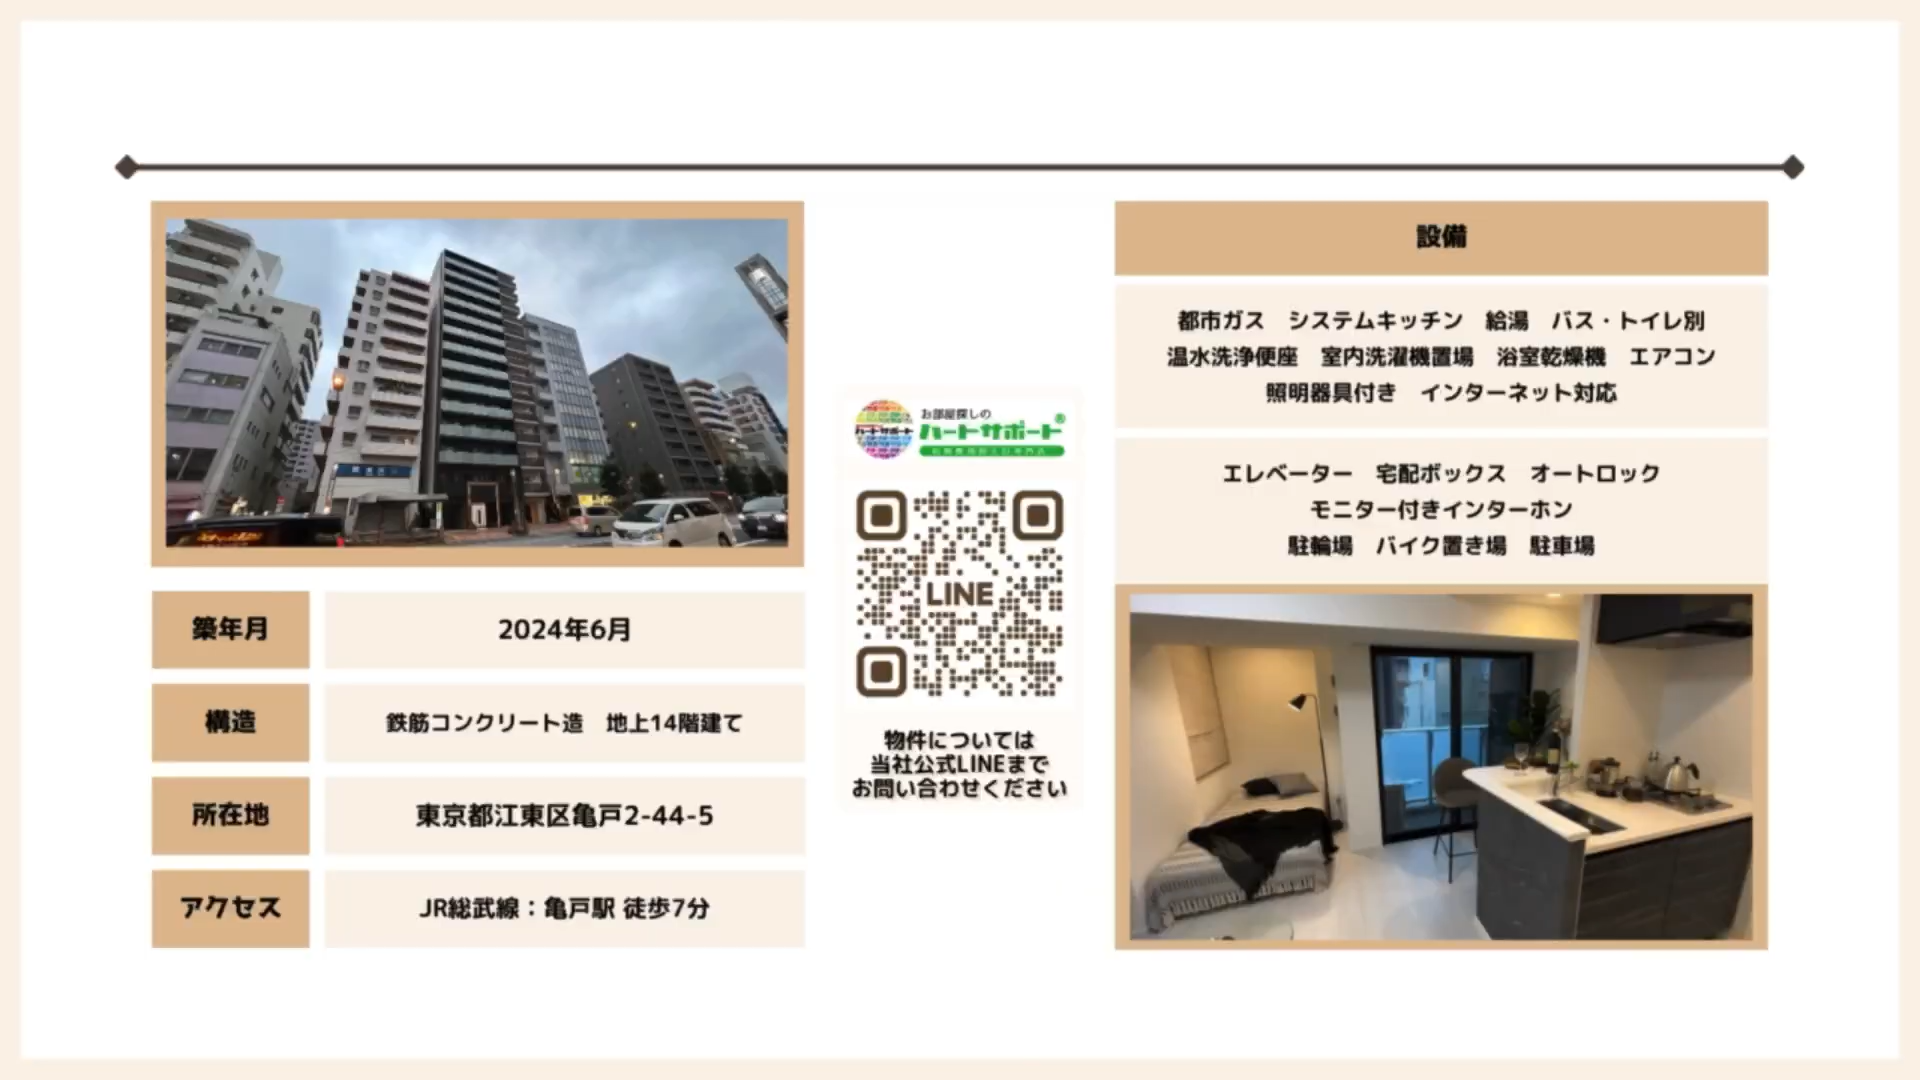 築年月
2024年6月
構造
鉄筋コンクリート造　地上14階建て
所在地
東京都江東区亀戸2-44-5
アクセス
JR総武線：亀戸駅 徒歩7分
お部屋探しの
ハートサポート®
ハートサポート
LINE
物件については
当社公式LINEまで
お問い合わせください
設備
都市ガス　システムキッチン　給湯　バス・トイレ別
温水洗浄便座　室内洗濯機置場　浴室乾燥機　エアコン
照明器具付き　インターネット対応
エレベーター　宅配ボックス　オートロック
モニター付きインターホン
駐輪場　バイク置き場　駐車場